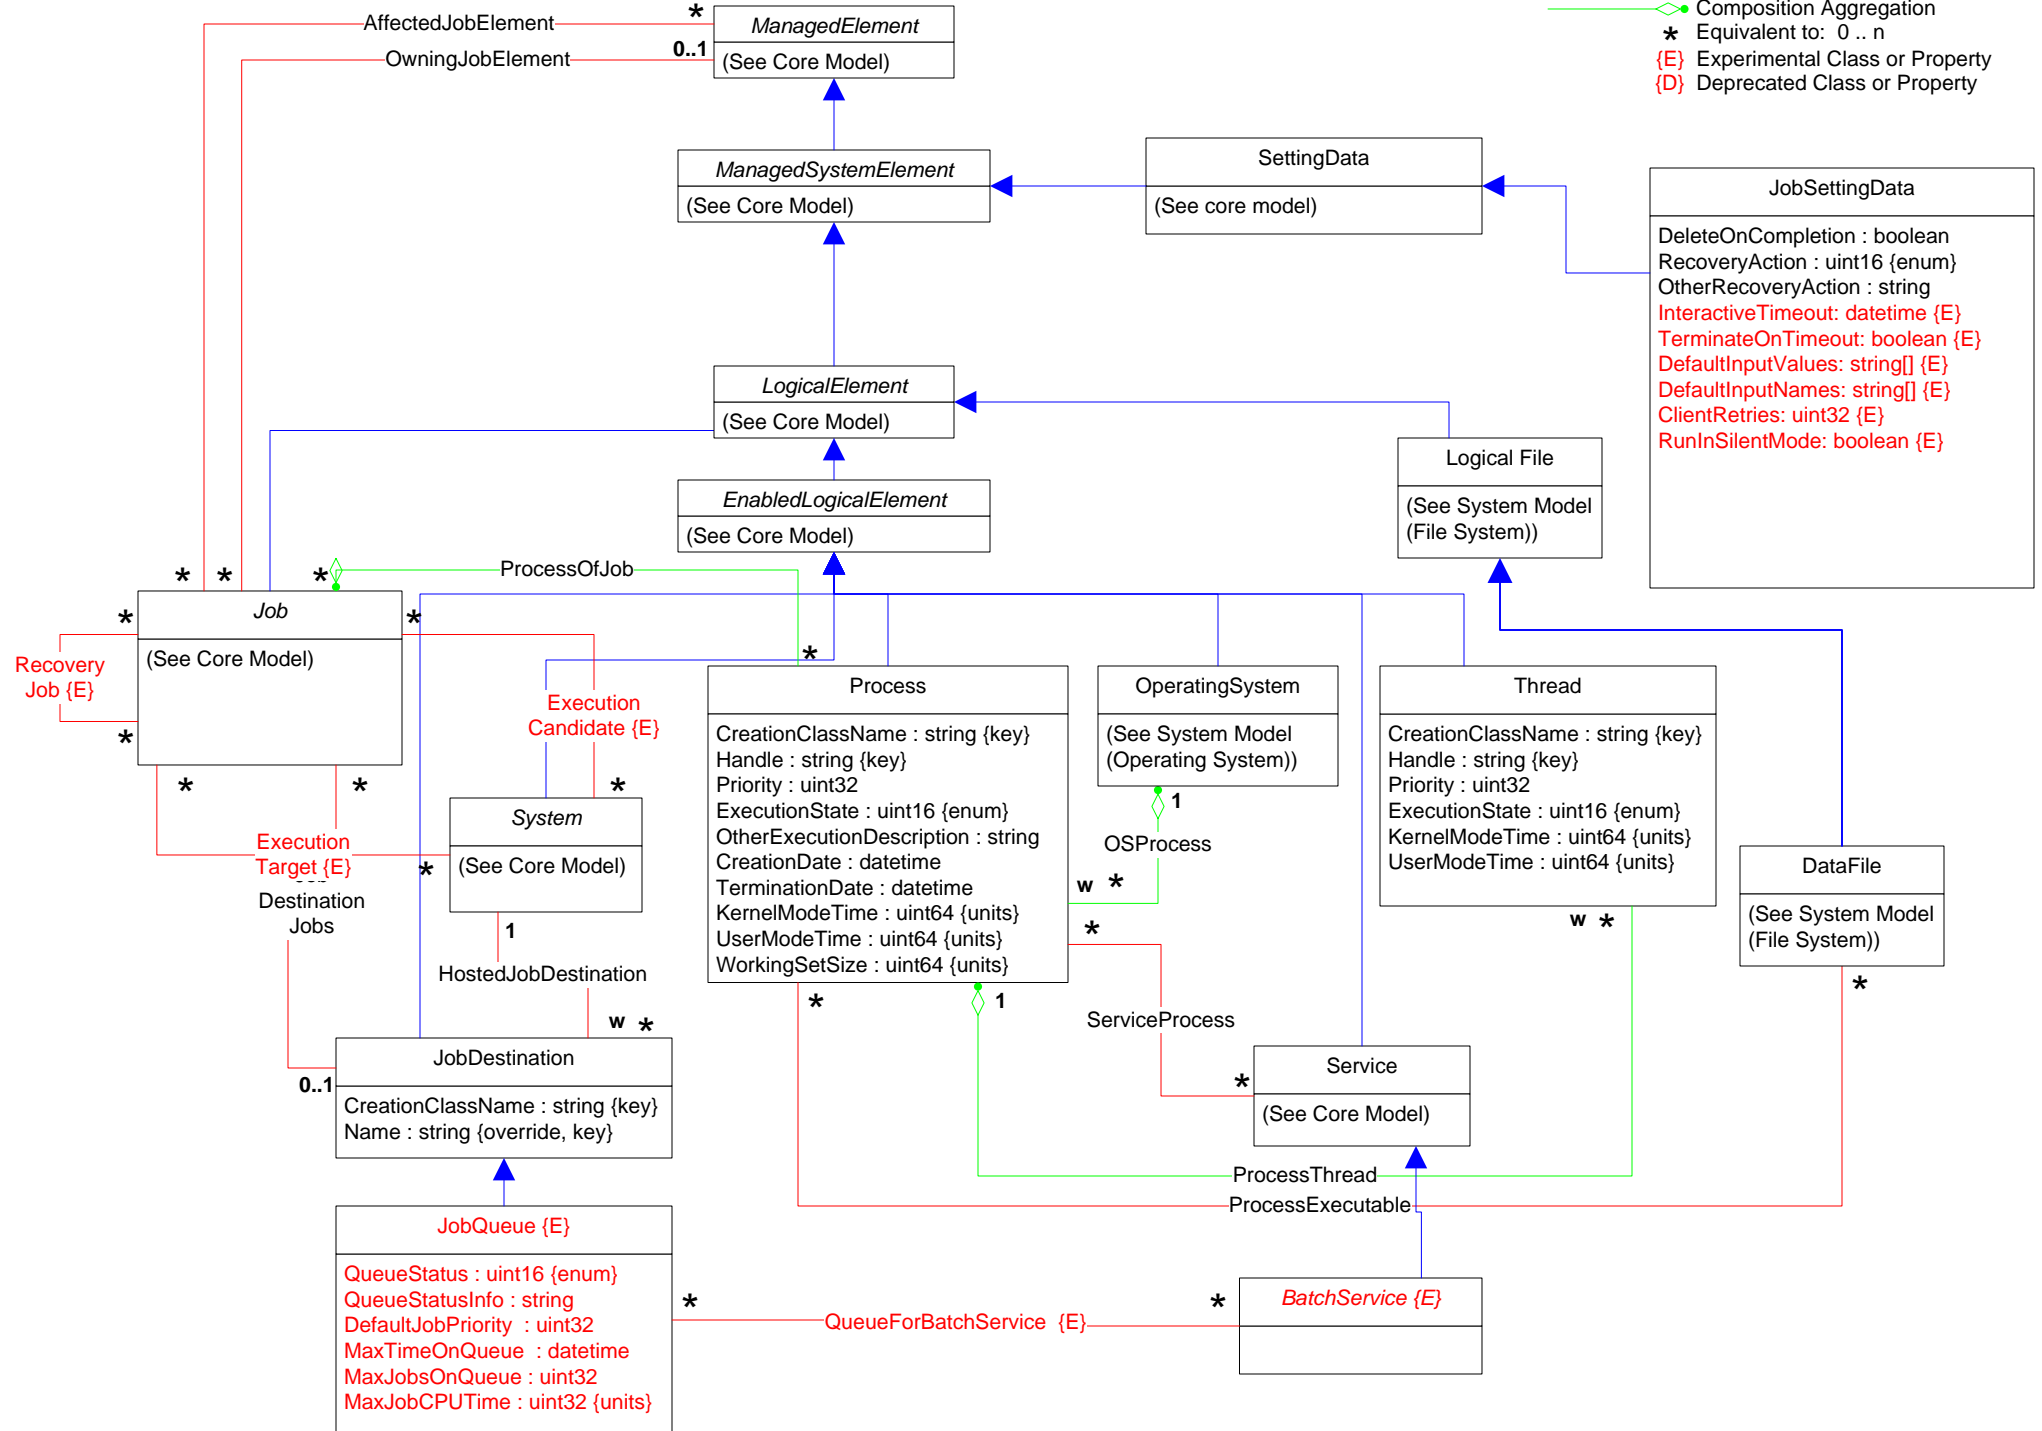 Composition Aggregation
* Equivalent to: 0 .. n
{E} Experimental Class or Property
{D} Deprecated Class or Property
AffectedJobElement
*
OwningJobElement
0..1
ManagedElement
(See Core Model)
ManagedSystemElement
(See Core Model)
SettingData
(See core model)
JobSettingData
DeleteOnCompletion : boolean
RecoveryAction : uint16 {enum}
OtherRecoveryAction : string
InteractiveTimeout: datetime {E}
TerminateOnTimeout: boolean {E}
DefaultInputValues: string[] {E}
DefaultInputNames: string[] {E}
ClientRetries: uint32 {E}
RunInSilentMode: boolean {E}
LogicalElement
(See Core Model)
EnabledLogicalElement
(See Core Model)
Logical File
(See System Model
(File System))
* * *
ProcessOfJob
*
Job
(See Core Model)
*
*
*
Recovery
Job {E}
Execution
Candidate {E}
*
* *
Execution
Target {E}
*
Destination
Jobs
System
(See Core Model)
1
HostedJobDestination
w *
0..1
Process
CreationClassName : string {key}
Handle : string {key}
Priority : uint32
ExecutionState : uint16 {enum}
OtherExecutionDescription : string
CreationDate : datetime
TerminationDate : datetime
KernelModeTime : uint64 {units}
UserModeTime : uint64 {units}
WorkingSetSize : uint64 {units}
OperatingSystem
(See System Model
(Operating System))
1
OSProcess
w *
*
Thread
CreationClassName : string {key}
Handle : string {key}
Priority : uint32
ExecutionState : uint16 {enum}
KernelModeTime : uint64 {units}
UserModeTime : uint64 {units}
w *
DataFile
(See System Model
(File System))
*
* 1
ServiceProcess
*
Service
(See Core Model)
ProcessThread
ProcessExecutable
JobDestination
CreationClassName : string {key}
Name : string {override, key}
JobQueue {E}
QueueStatus : uint16 {enum}
QueueStatusInfo : string
DefaultJobPriority : uint32
MaxTimeOnQueue : datetime
MaxJobsOnQueue : uint32
MaxJobCPUTime : uint32 {units}
*
QueueForBatchService {E}
*
BatchService {E}